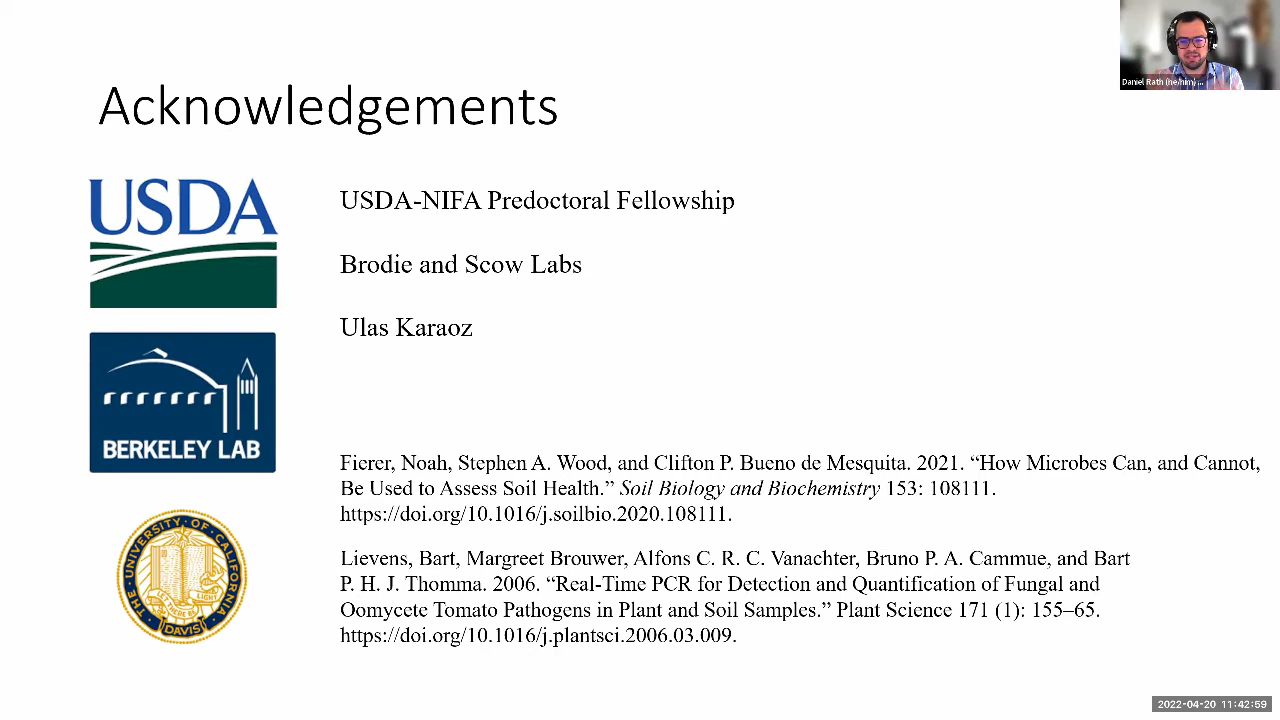 Acknowledgements
Daniel Rath (he/him) ...
USDA
USDA-NIFA Predoctoral Fellowship
Brodie and Scow Labs
Ulas Karaoz
BERKELEY LAB
Fierer, Noah, Stephen A. Wood, and Clifton P. Bueno de Mesquita. 2021. “How Microbes Can, and Cannot,
Be Used to Assess Soil Health.” Soil Biology and Biochemistry 153: 108111.
https://doi.org/10.1016/j.soilbio.2020.108111.
THE UNIVERSITY OF CALIFORNIA
LET THERE BE LIGHT
DAVIS
Lievens, Bart, Margreet Brouwer, Alfons C. R. C. Vanachter, Bruno P. A. Cammue, and Bart
P. H. J. Thomma. 2006. “Real-Time PCR for Detection and Quantification of Fungal and
Oomycete Tomato Pathogens in Plant and Soil Samples.” Plant Science 171 (1): 155–65.
https://doi.org/10.1016/j.plantsci.2006.03.009.
2022-04-20 11:42:59